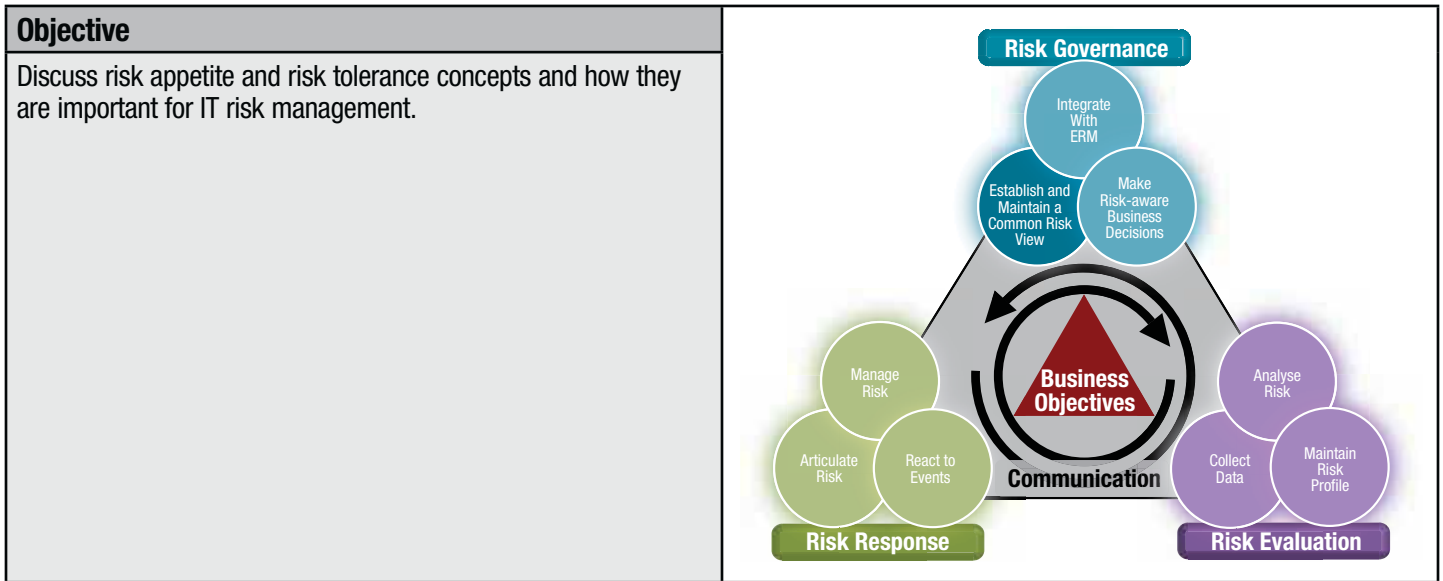 Objective
Discuss risk appetite and risk tolerance concepts and how they
are important for IT risk management.
Risk Governance
Integrate
With
ERM
Establish and
Maintain a
Common Risk
View
Make
Risk-aware
Business
Decisions
Business
Objectives
Communication
Manage
Risk
Articulate
Risk
React to
Events
Risk Response
Analyse
Risk
Collect
Data
Maintain
Risk
Profile
Risk Evaluation